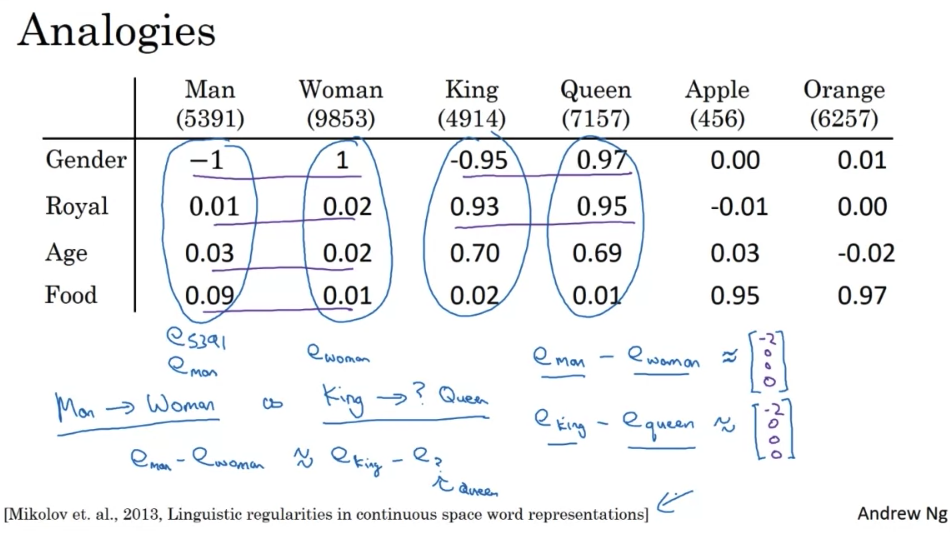 Analogies
Man Woman King Queen Apple Orange
(5391) (9853) (4914) (7157) (456) (6257)
Gender −1 1 -0.95 0.97 0.00 0.01
Royal 0.01 0.02 0.93 0.95 -0.01 0.00
Age 0.03 0.02 0.70 0.69 0.03 -0.02
Food 0.09 0.01 0.02 0.01 0.95 0.97
e5391
eman
ewoman
eman - ewoman ≈ [-2 0 0 0]
Man → Woman as King → ? Queen
eking - equeen ≈ [-2 0 0 0]
eman - ewoman ≈ eking - e?
↑ Queen
[Mikolov et. al., 2013, Linguistic regularities in continuous space word representations] ←
Andrew Ng